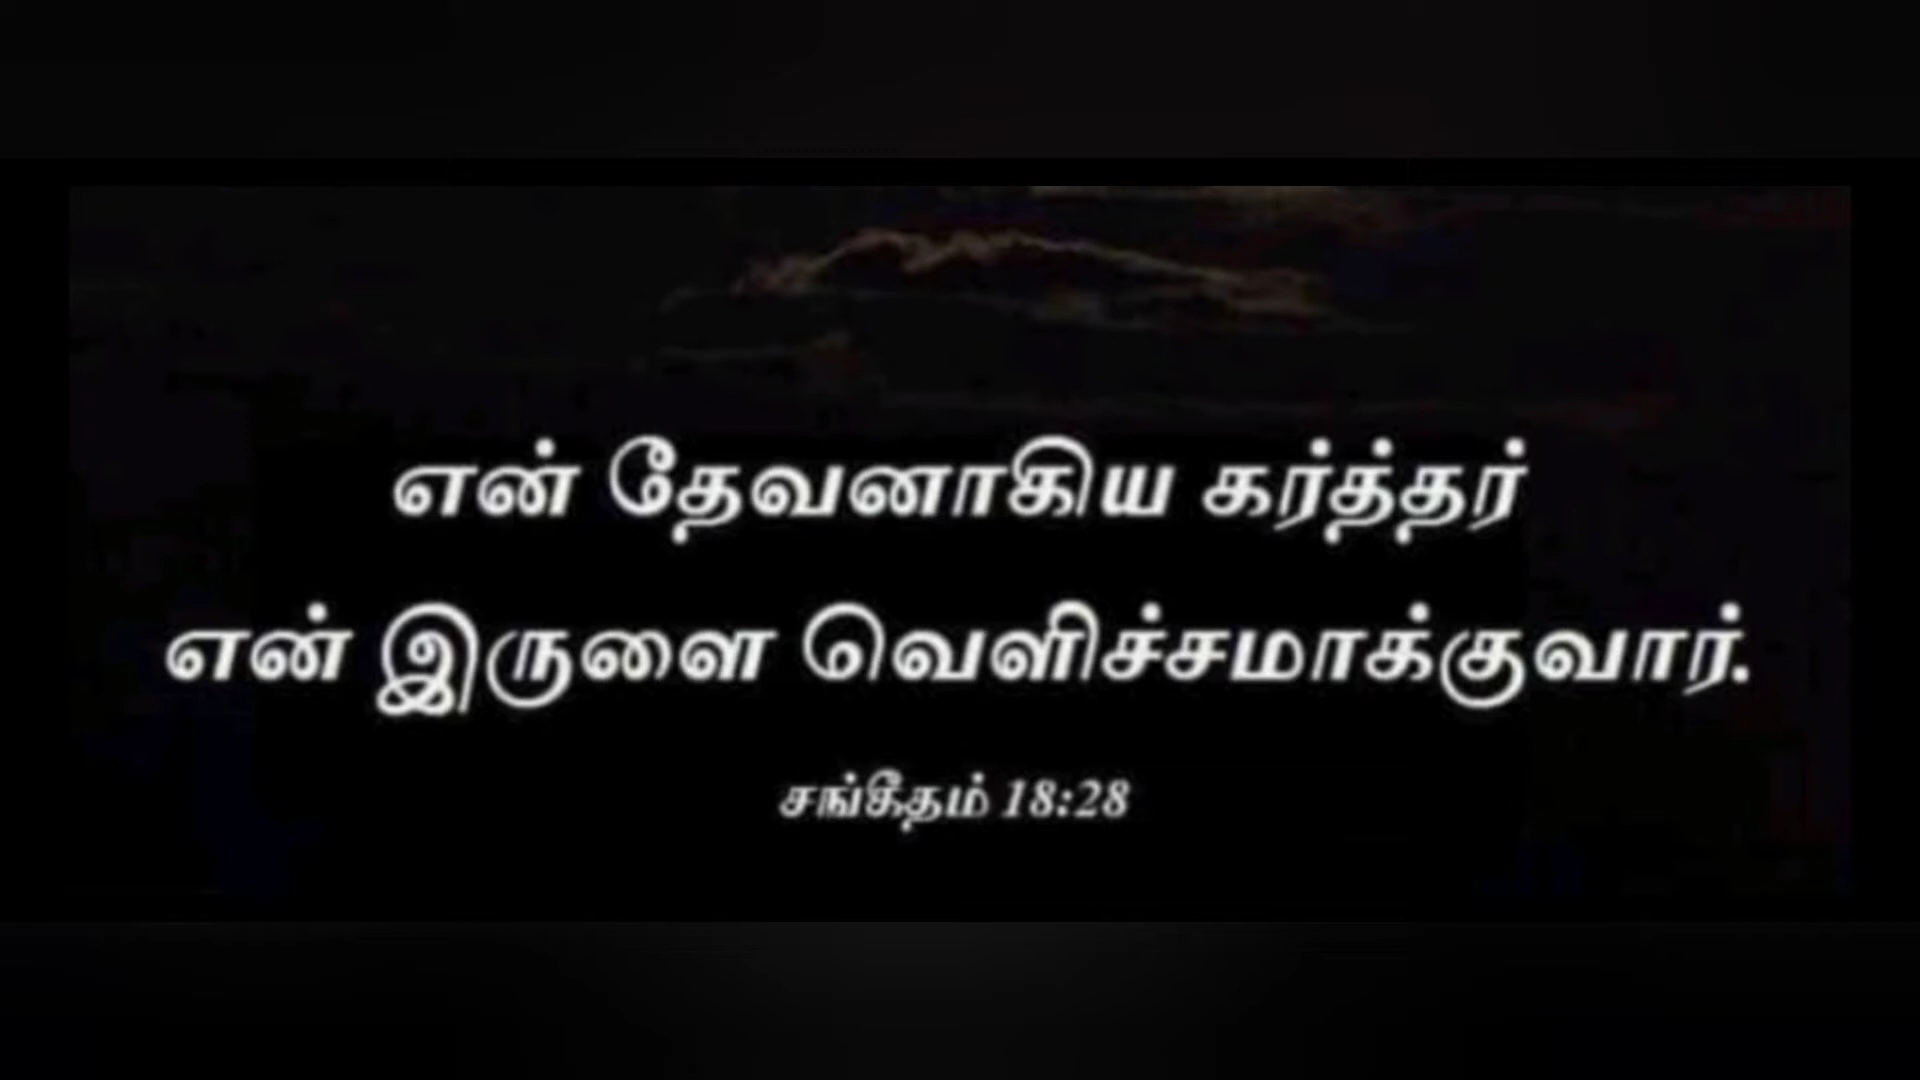 என் தேவனாகிய கர்த்தர்
என் இருளை வெளிச்சமாக்குவார்.
சங்கீதம் 18:28